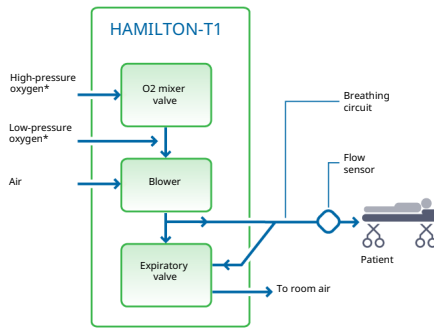 HAMILTON-T1
High-pressure
oxygen*
O2 mixer
valve
Low-pressure
oxygen*
Air
Blower
Expiratory
valve
To room air
Breathing
circuit
Flow
sensor
Patient